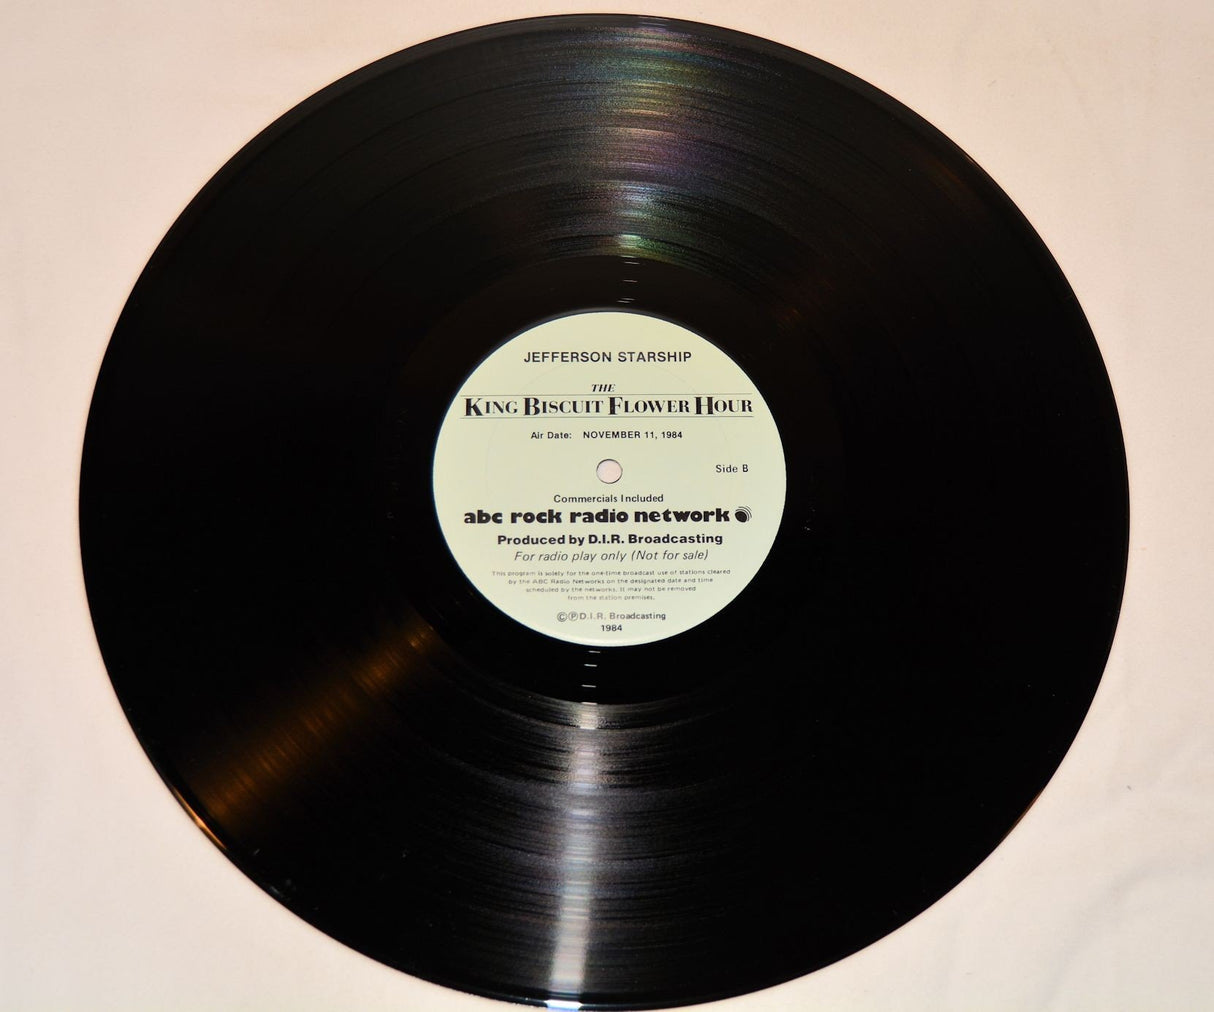 JEFFERSON STARSHIP
THE
KING BISCUIT FLOWER HOUR
Air Date: NOVEMBER 11, 1984
Side B
Commercials Included
abc rock radio network
Produced by D.I.R. Broadcasting
For radio play only (Not for sale)
This program is solely for the one-time broadcast use of stations cleared
by the ABC Radio Networks on the designated date and time
scheduled by the networks. It may not be removed
from the station premises.
©℗D.I.R. Broadcasting
1984